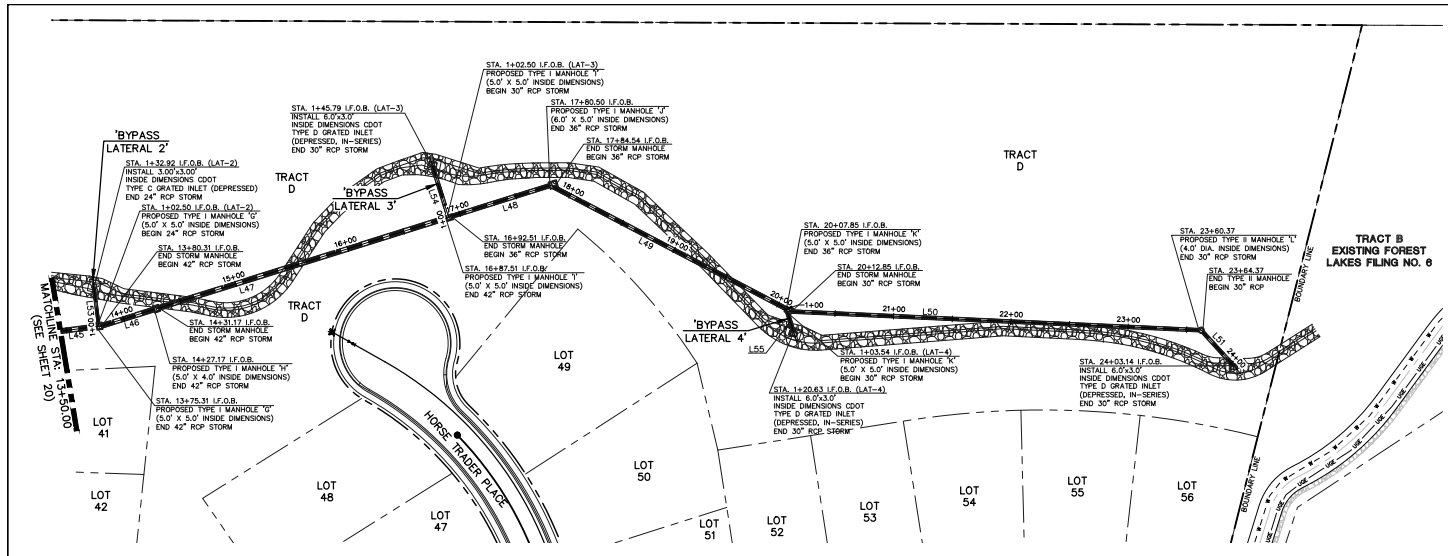 STA. 1+02.50 I.F.O.B. (LAT-3)
PROPOSED TYPE I MANHOLE 'I'
(5.0' X 5.0' INSIDE DIMENSIONS)
BEGIN 30" RCP STORM
STA. 1+45.79 I.F.O.B. (LAT-3)
INSTALL 6.0'x3.0'
INSIDE DIMENSIONS CDOT
TYPE D GRATED INLET
(DEPRESSED, IN-SERIES)
END 30" RCP STORM
STA. 17+80.50 I.F.O.B.
PROPOSED TYPE I MANHOLE 'J'
(6.0' X 5.0' INSIDE DIMENSIONS)
END 36" RCP STORM
STA. 17+84.54 I.F.O.B.
END STORM MANHOLE
BEGIN 36" RCP STORM
'BYPASS
LATERAL 2'
STA. 1+32.92 I.F.O.B. (LAT-2)
INSTALL 3.00'x3.00'
INSIDE DIMENSIONS CDOT
TYPE C GRATED INLET (DEPRESSED)
END 24" RCP STORM
STA. 1+02.50 I.F.O.B. (LAT-2)
PROPOSED TYPE I MANHOLE 'G'
(5.0' X 5.0' INSIDE DIMENSIONS)
BEGIN 24" RCP STORM
STA. 13+80.31 I.F.O.B.
END STORM MANHOLE
BEGIN 42" RCP STORM
TRACT
D
'BYPASS
LATERAL 3'
L54
1+00
17+00
L48
18+00
TRACT
D
16+00
15+00
L47
L49
19+00
STA. 16+92.51 I.F.O.B.
END STORM MANHOLE
BEGIN 36" RCP STORM
STA. 16+87.51 I.F.O.B/
PROPOSED TYPE I MANHOLE 'I'
(5.0' X 5.0' INSIDE DIMENSIONS)
END 42" RCP STORM
STA. 20+07.85 I.F.O.B.
PROPOSED TYPE I MANHOLE 'K'
(5.0' X 5.0' INSIDE DIMENSIONS)
END 36" RCP STORM
STA. 20+12.85 I.F.O.B.
END STORM MANHOLE
BEGIN 30" RCP STORM
STA. 23+60.37
PROPOSED TYPE II MANHOLE 'L'
(4.0' DIA. INSIDE DIMENSIONS)
END 30" RCP STORM
STA. 23+64.37
END TYPE II MANHOLE
BEGIN 30" RCP
BOUNDARY LINE
TRACT B
EXISTING FOREST
LAKES FILING NO. 6
MATCHLINE STA: 13+50.00
(SEE SHEET 20)
L45
L53
1+00
14+00
L46
TRACT
D
STA. 14+31.17 I.F.O.B.
END STORM MANHOLE
BEGIN 42" RCP STORM
STA. 14+27.17 I.F.O.B.
PROPOSED TYPE I MANHOLE 'H'
(5.0' X 4.0' INSIDE DIMENSIONS)
END 42" RCP STORM
STA. 13+75.31 I.F.O.B.
PROPOSED TYPE I MANHOLE 'G'
(5.0' X 5.0' INSIDE DIMENSIONS)
END 42" RCP STORM
20+00
1+00
21+00
L50
22+00
23+00
L51
24+00
'BYPASS
LATERAL 4'
L55
STA. 1+03.54 I.F.O.B. (LAT-4)
PROPOSED TYPE I MANHOLE 'K'
(5.0' X 5.0' INSIDE DIMENSIONS)
BEGIN 30" RCP STORM
STA. 1+20.63 I.F.O.B. (LAT-4)
INSTALL 6.0'x3.0'
INSIDE DIMENSIONS CDOT
TYPE D GRATED INLET
(DEPRESSED, IN-SERIES)
END 30" RCP STORM
STA. 24+03.14 I.F.O.B.
INSTALL 6.0'x3.0'
INSIDE DIMENSIONS CDOT
TYPE D GRATED INLET
(DEPRESSED, IN-SERIES)
END 30" RCP STORM
LOT
41
LOT
42
LOT
48
LOT
47
HORSE TRADER PLACE
LOT
49
LOT
50
LOT
51
LOT
52
LOT
53
LOT
54
LOT
55
LOT
56
BOUNDARY LINE
W
W
W
W
W
UGE
UGE
UGE
UGE